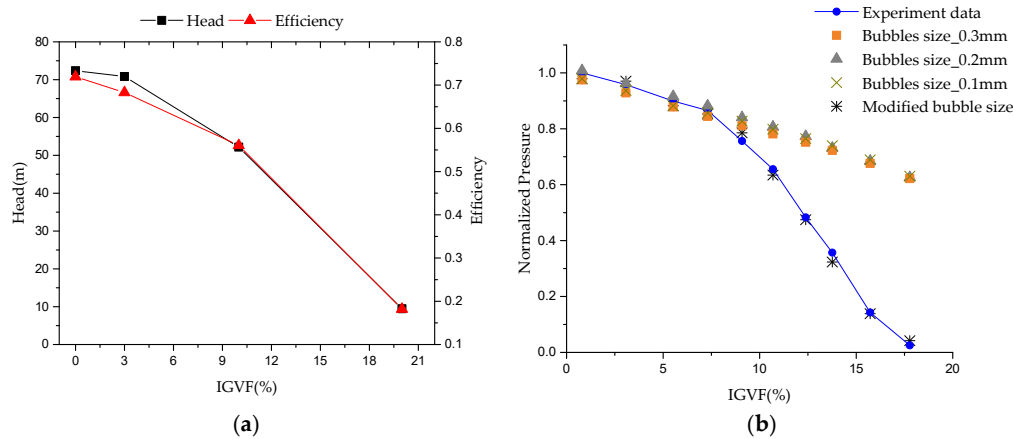 Head Efficiency
80
70
60
50
40
30
20
10
0
Head(m)
0.8
0.7
0.6
0.5
0.4
0.3
0.2
0.1
Efficiency
0 3 6 9 12 15 18 21
IGVF(%)
(a)
Experiment data
Bubbles size_0.3mm
Bubbles size_0.2mm
Bubbles size_0.1mm
Modified bubble size
1.0
0.8
0.6
0.4
0.2
0.0
Normalized Pressure
0 5 10 15 20
IGVF(%)
(b)